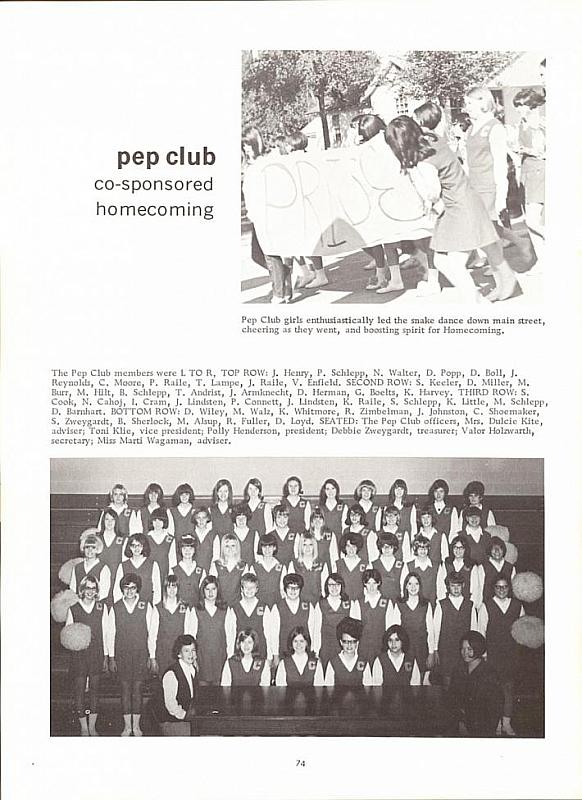 pep club
co-sponsored
homecoming
PRIDE
Pep Club girls enthusiastically led the snake dance down main street,
cheering as they went, and boosting spirit for Homecoming.
The Pep Club members were L TO R, TOP ROW: J. Henry, P. Schlepp, N. Walter, D. Popp, D. Boll, J.
Reynolds, C. Moore, P. Raile, T. Lampe, J. Raile, V. Enfield. SECOND ROW: S. Keeler, D. Miller, M.
Burr, M. Hilt, B. Schlepp, T. Andrist, J. Armknecht, D. Herman, G. Boelts, K. Harvey. THIRD ROW: S.
Cook, N. Cahoj, I. Cram, J. Lindsten, P. Connett, J. Lindsten, K. Raile, S. Schlepp, K. Little, M. Schlepp,
D. Barnhart. BOTTOM ROW: D. Wiley, M. Walz, K. Whitmore, R. Zimbelman, J. Johnston, C. Shoemaker,
S. Zweygardt, B. Sherlock, M. Alsup, R. Fuller, D. Loyd. SEATED: The Pep Club officers, Mrs. Dulcie Kite,
adviser; Toni Klie, vice president; Polly Henderson, president; Debbie Zweygardt, treasurer; Valor Holzwarth,
secretary; Miss Marti Wagaman, adviser.
C C C C C C C
74